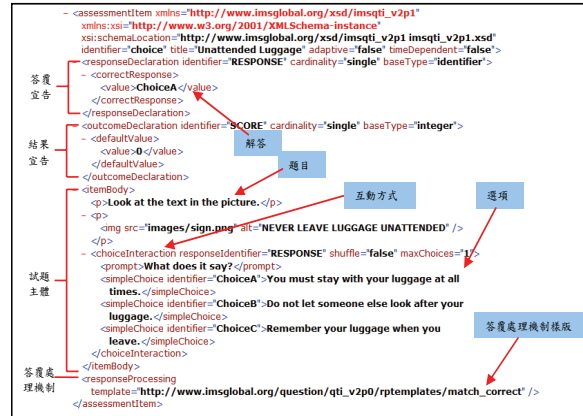 - <assessmentItem xmlns="http://www.imsglobal.org/xsd/imsqti_v2p1"
xmlns:xsi="http://www.w3.org/2001/XMLSchema-instance"
xsi:schemaLocation="http://www.imsglobal.org/xsd/imsqti_v2p1 imsqti_v2p1.xsd"
identifier="choice" title="Unattended Luggage" adaptive="false" timeDependent="false">
答覆
宣告
- <responseDeclaration identifier="RESPONSE" cardinality="single" baseType="identifier">
- <correctResponse>
<value>ChoiceA</value>
</correctResponse>
</responseDeclaration>
結果
宣告
- <outcomeDeclaration identifier="SCORE" cardinality="single" baseType="integer">
- <defaultValue>
<value>0</value>
</defaultValue>
</outcomeDeclaration>
解答
題目
互動方式
選項
試題
主體
- <itemBody>
<p>Look at the text in the picture.</p>
- <p>
<img src="images/sign.png" alt="NEVER LEAVE LUGGAGE UNATTENDED" />
</p>
- <choiceInteraction responseIdentifier="RESPONSE" shuffle="false" maxChoices="1">
<prompt>What does it say?</prompt>
<simpleChoice identifier="ChoiceA">You must stay with your luggage at all
times.</simpleChoice>
<simpleChoice identifier="ChoiceB">Do not let someone else look after your
luggage.</simpleChoice>
<simpleChoice identifier="ChoiceC">Remember your luggage when you
leave.</simpleChoice>
</choiceInteraction>
</itemBody>
答覆處理機制樣版
答覆處
理機制
- <responseProcessing
template="http://www.imsglobal.org/question/qti_v2p0/rptemplates/match_correct" />
</assessmentItem>